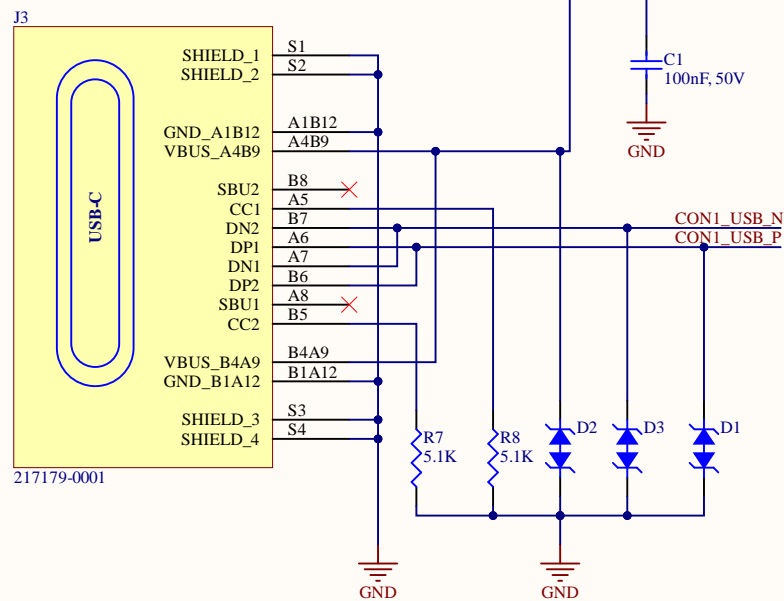 J3
USB-C
SHIELD_1 S1
SHIELD_2 S2
GND_A1B12 A1B12
VBUS_A4B9 A4B9
SBU2 B8
CC1 A5
DN2 B7
DP1 A6
DN1 A7
DP2 B6
SBU1 A8
CC2 B5
VBUS_B4A9 B4A9
GND_B1A12 B1A12
SHIELD_3 S3
SHIELD_4 S4
217179-0001
C1
100nF, 50V
GND
CON1_USB_N
CON1_USB_P
R7
5.1K
R8
5.1K
D2
D3
D1
GND
GND